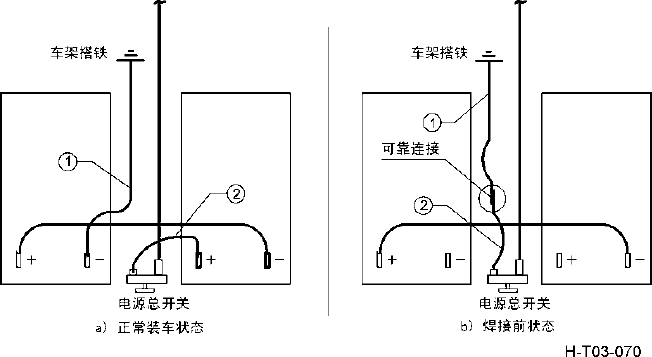 车架搭铁
车架搭铁
①
①
可靠连接
②
②
+ - + -
+ - + -
电源总开关
电源总开关
a) 正常装车状态
b) 焊接前状态
H-T03-070